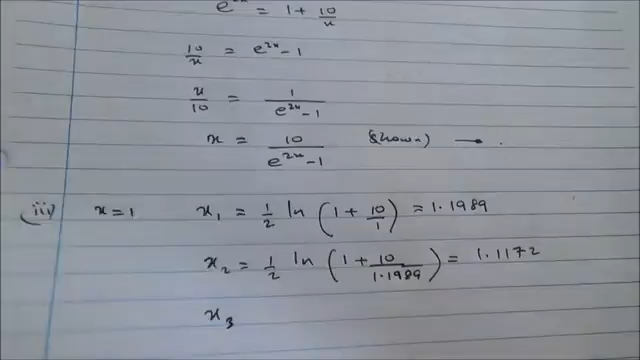 e^2x = 1 + 10/x
10/x = e^2x - 1
x/10 = 1/(e^2x - 1)
x = 10/(e^2x - 1) (Shown)
(iii) x = 1 x₁ = 1/2 ln (1 + 10/1) = 1.1989
x₂ = 1/2 ln (1 + 10/1.1989) = 1.1172
x₃